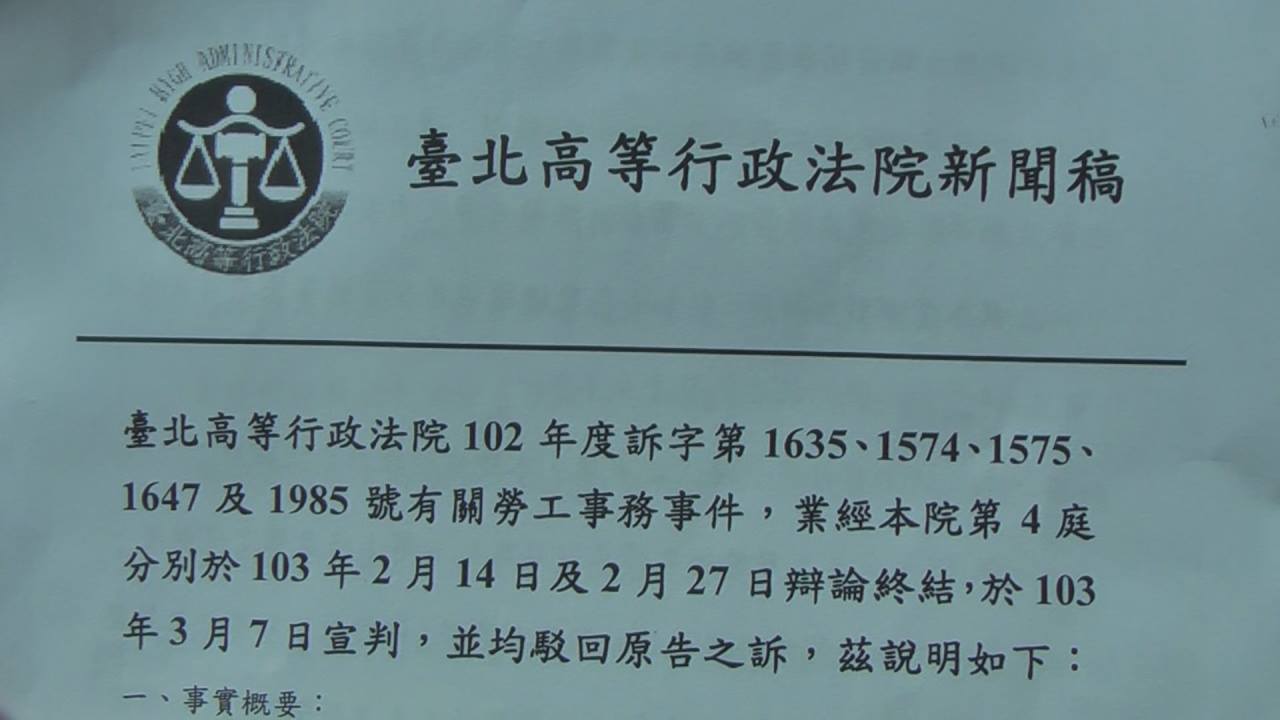 TAIPEI HIGH ADMINISTRATIVE COURT
臺北高等行政法院
臺北高等行政法院新聞稿
臺北高等行政法院 102 年度訴字第 1635、1574、1575、
1647 及 1985 號有關勞工事務事件，業經本院第 4 庭
分別於 103 年 2 月 14 日及 2 月 27 日辯論終結，於 103
年 3 月 7 日宣判，並均駁回原告之訴，茲說明如下：
一、事實概要：